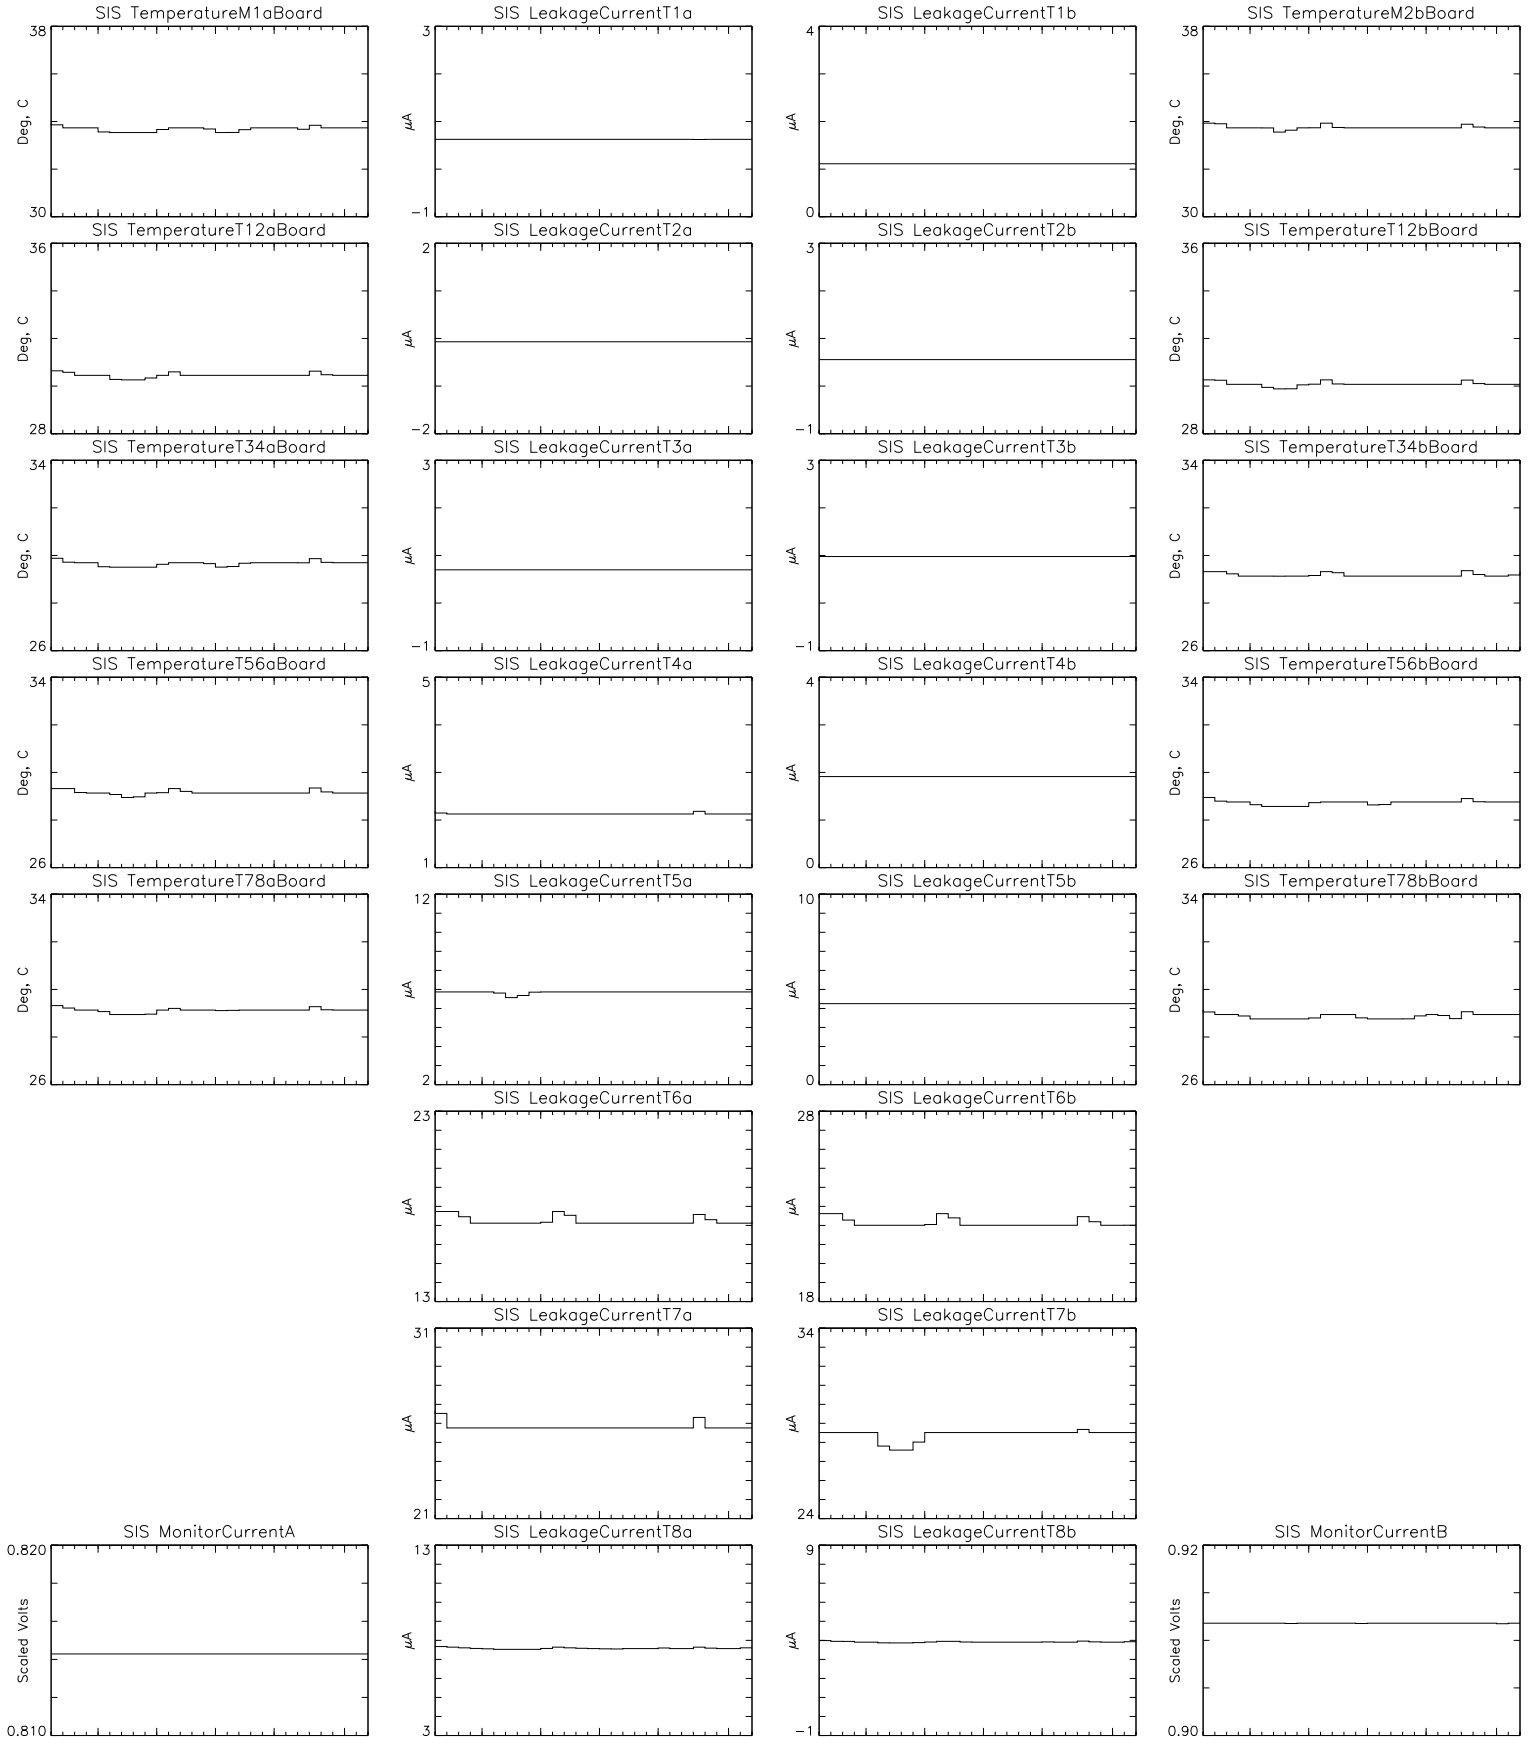 SIS TemperatureM1aBoard
SIS LeakageCurrentT1a
SIS LeakageCurrentT1b
SIS TemperatureM2bBoard
38
3
4
38
Deg, C
μA
μA
Deg, C
30
−1
0
30
SIS TemperatureT12aBoard
SIS LeakageCurrentT2a
SIS LeakageCurrentT2b
SIS TemperatureT12bBoard
36
2
3
36
Deg, C
μA
μA
Deg, C
28
−2
−1
28
SIS TemperatureT34aBoard
SIS LeakageCurrentT3a
SIS LeakageCurrentT3b
SIS TemperatureT34bBoard
34
3
3
34
Deg, C
μA
μA
Deg, C
26
−1
−1
26
SIS TemperatureT56aBoard
SIS LeakageCurrentT4a
SIS LeakageCurrentT4b
SIS TemperatureT56bBoard
34
5
4
34
Deg, C
μA
μA
Deg, C
26
1
0
26
SIS TemperatureT78aBoard
SIS LeakageCurrentT5a
SIS LeakageCurrentT5b
SIS TemperatureT78bBoard
34
12
10
34
Deg, C
μA
μA
Deg, C
26
2
0
26
SIS LeakageCurrentT6a
SIS LeakageCurrentT6b
23
28
μA
μA
13
18
SIS LeakageCurrentT7a
SIS LeakageCurrentT7b
31
34
μA
μA
21
24
SIS MonitorCurrentA
SIS LeakageCurrentT8a
SIS LeakageCurrentT8b
SIS MonitorCurrentB
0.820
13
9
0.92
Scaled Volts
μA
μA
Scaled Volts
0.810
3
−1
0.90